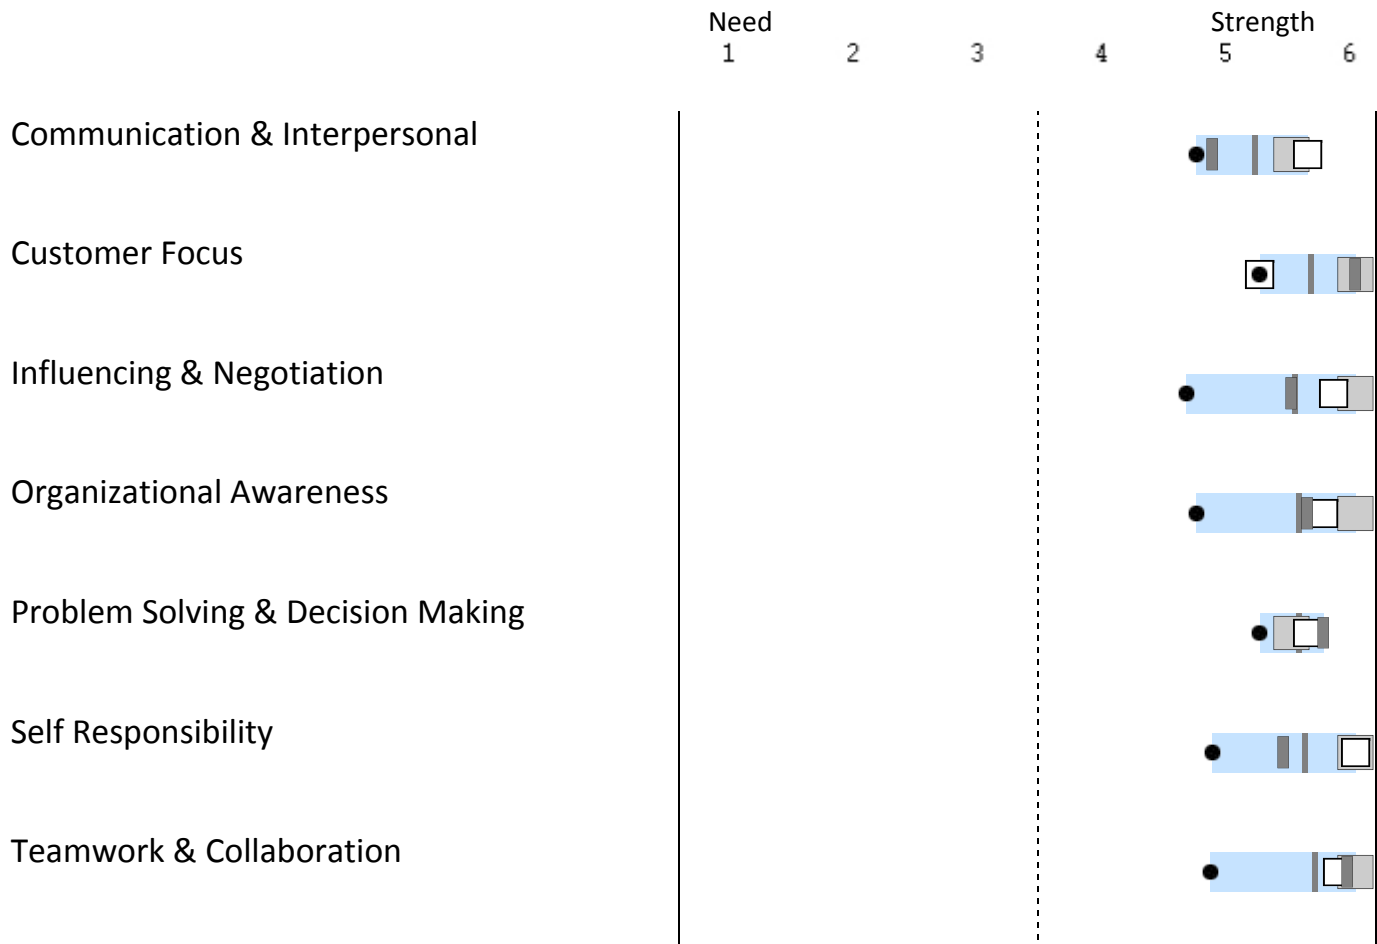 Need Strength
1 2 3 4 5 6
Communication & Interpersonal
Customer Focus
Influencing & Negotiation
Organizational Awareness
Problem Solving & Decision Making
Self Responsibility
Teamwork & Collaboration